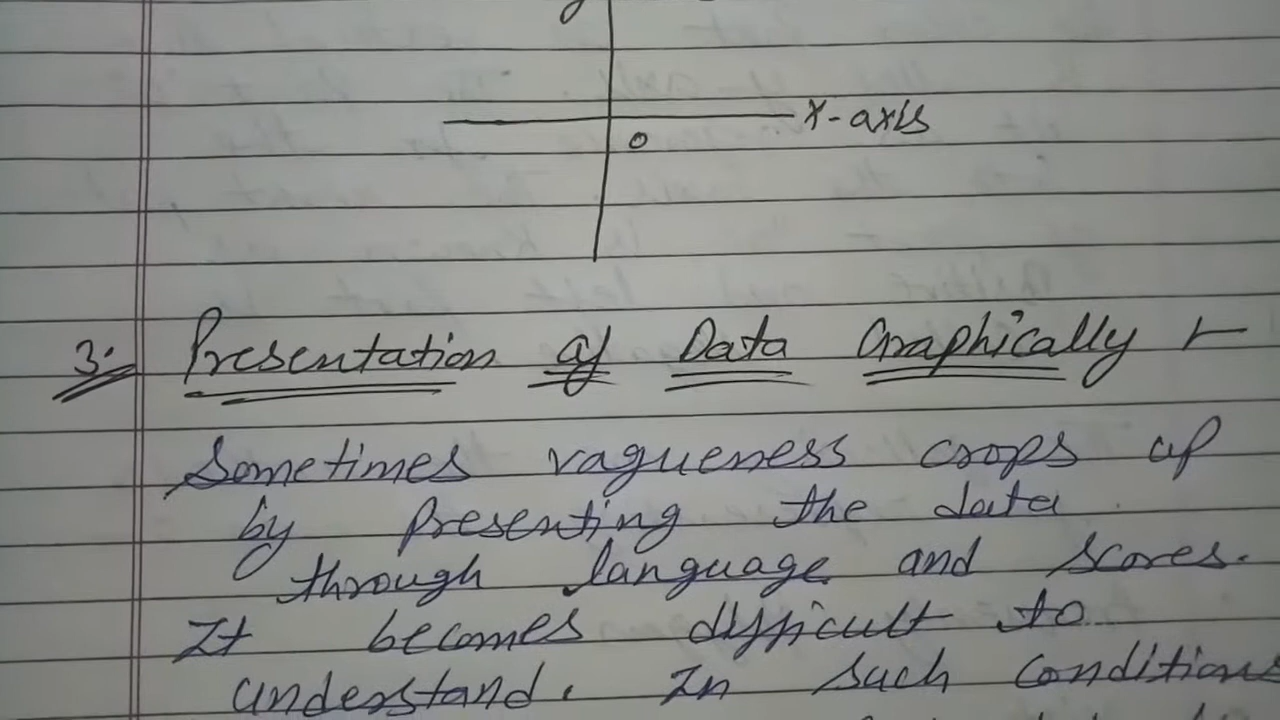 x-axis
o
3. Presentation of Data Graphically :-
Sometimes vagueness crops up
by presenting the data
through language and scores.
It becomes difficult to
understand. In such conditions